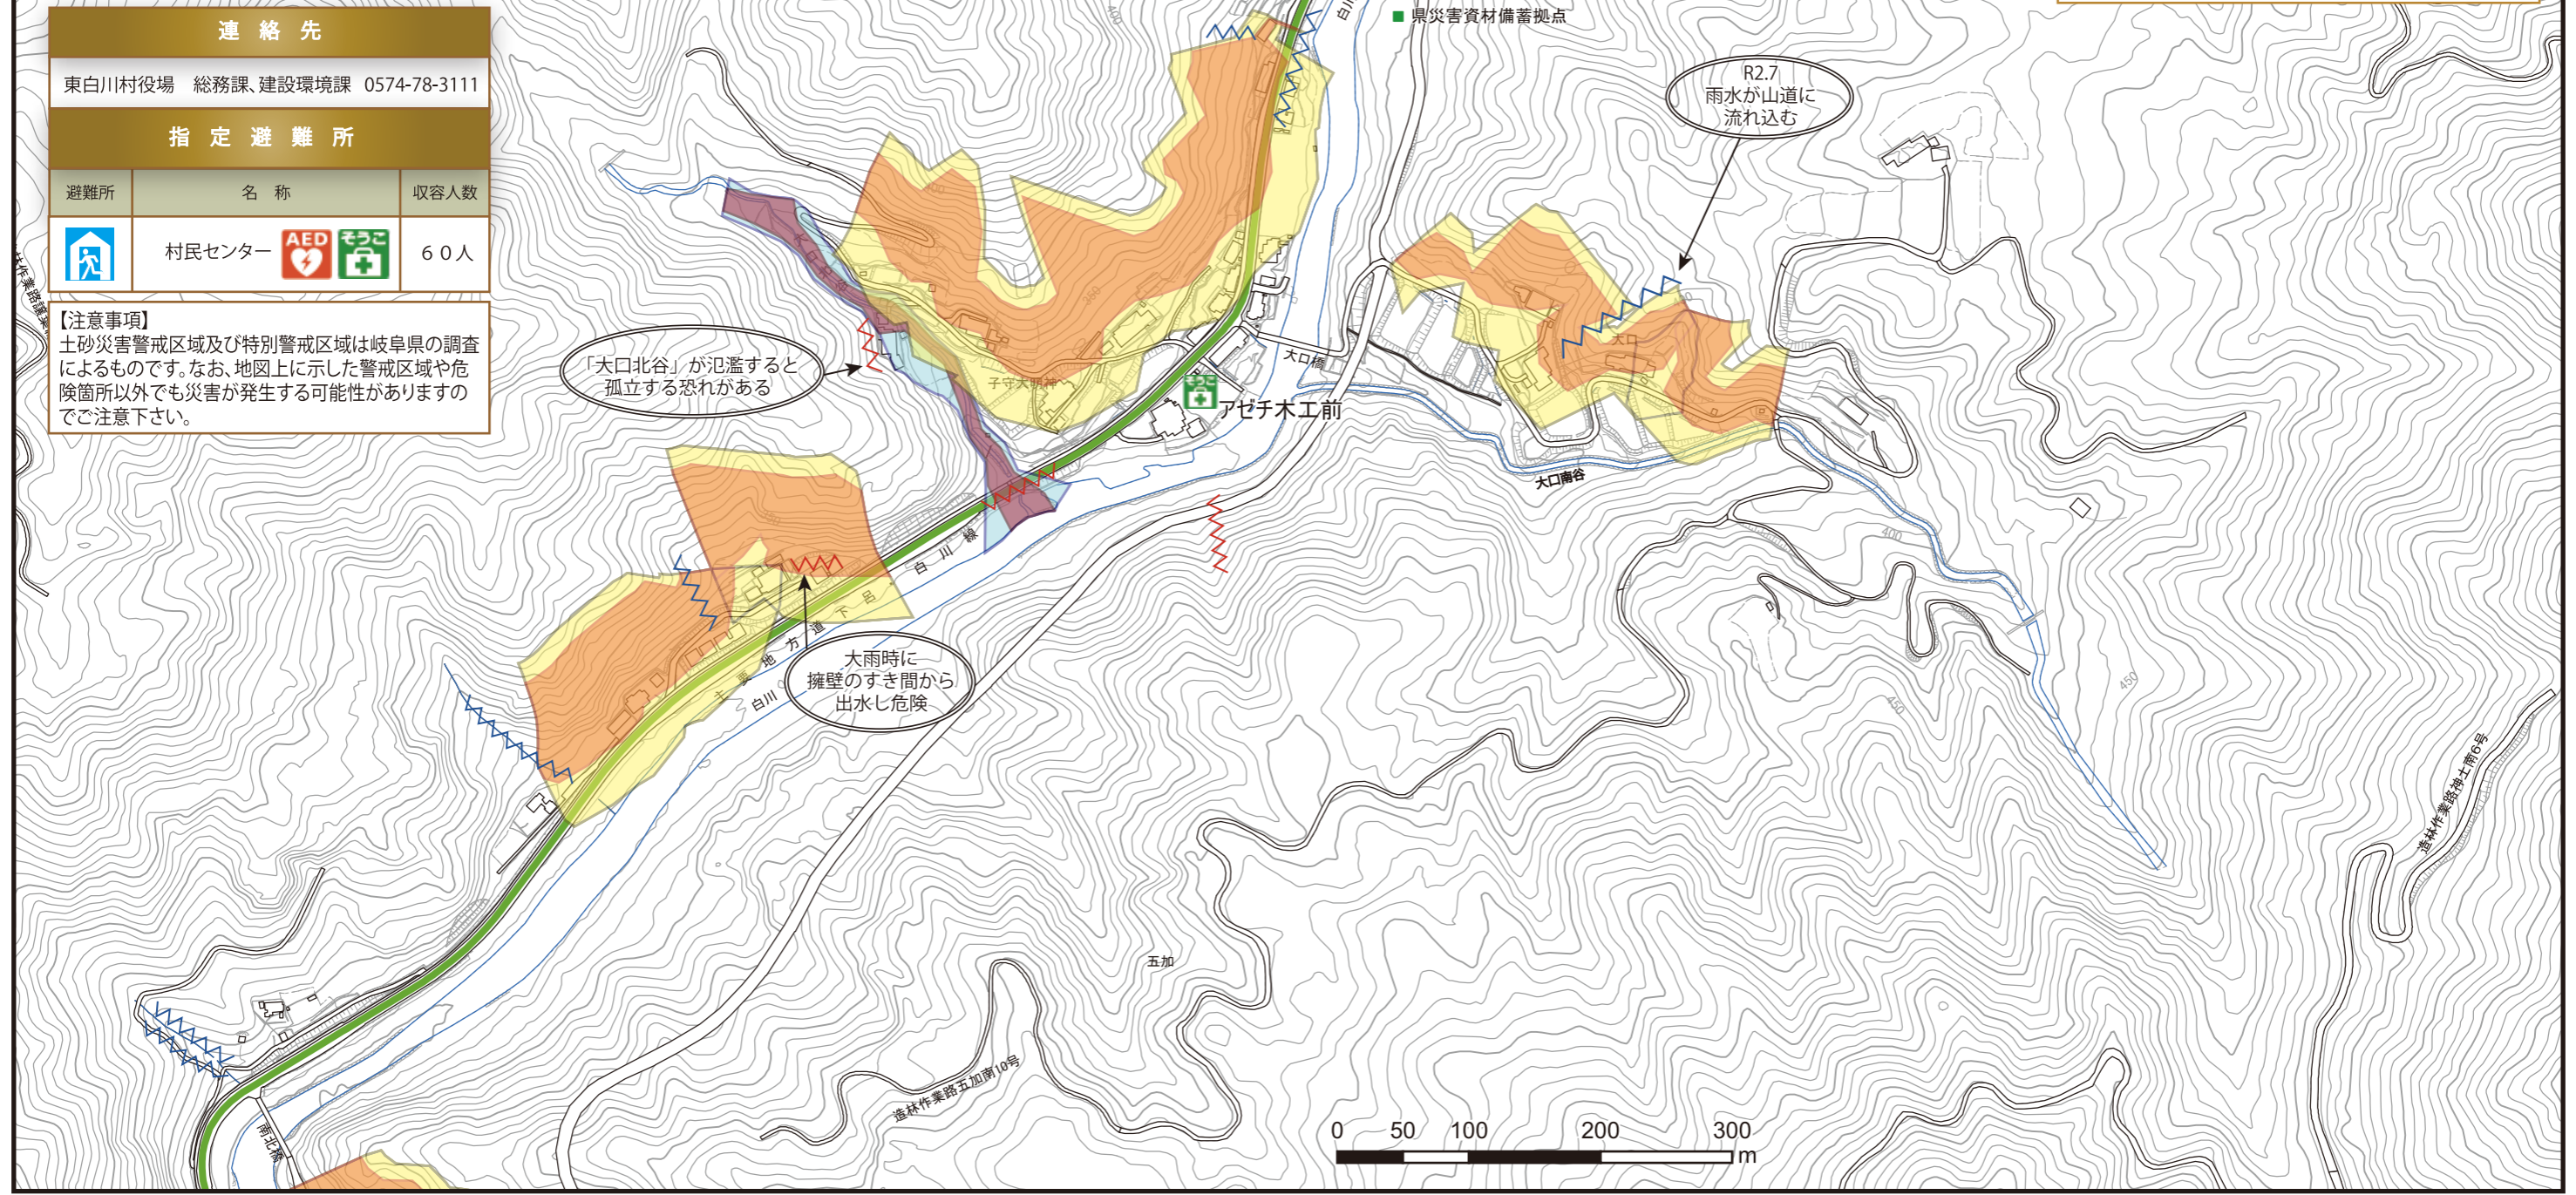 連絡先
東白川村役場 総務課、建設環境課 0574-78-3111
指定避難所
避難所 名称 収容人数
村民センター AED そうこ 60人
【注意事項】
土砂災害警戒区域及び特別警戒区域は岐阜県の調査
によるものです。なお、地図上に示した警戒区域や危
険箇所以外でも災害が発生する可能性がありますの
でご注意下さい。
■ 県災害資材備蓄拠点
400
白川
R2.7
雨水が山道に
流れ込む
「大口北谷」が氾濫すると
孤立する恐れがある
子守大明神
大口橋
そうこ
アゼチ木工前
大口
大口南谷
400
白川線
下呂
地方道
白川
大雨時に
擁壁のすき間から
出水し危険
450
450
造林作業路神土南6号
五加
造林作業路五加南10号
南北橋
0 50 100 200 300
m